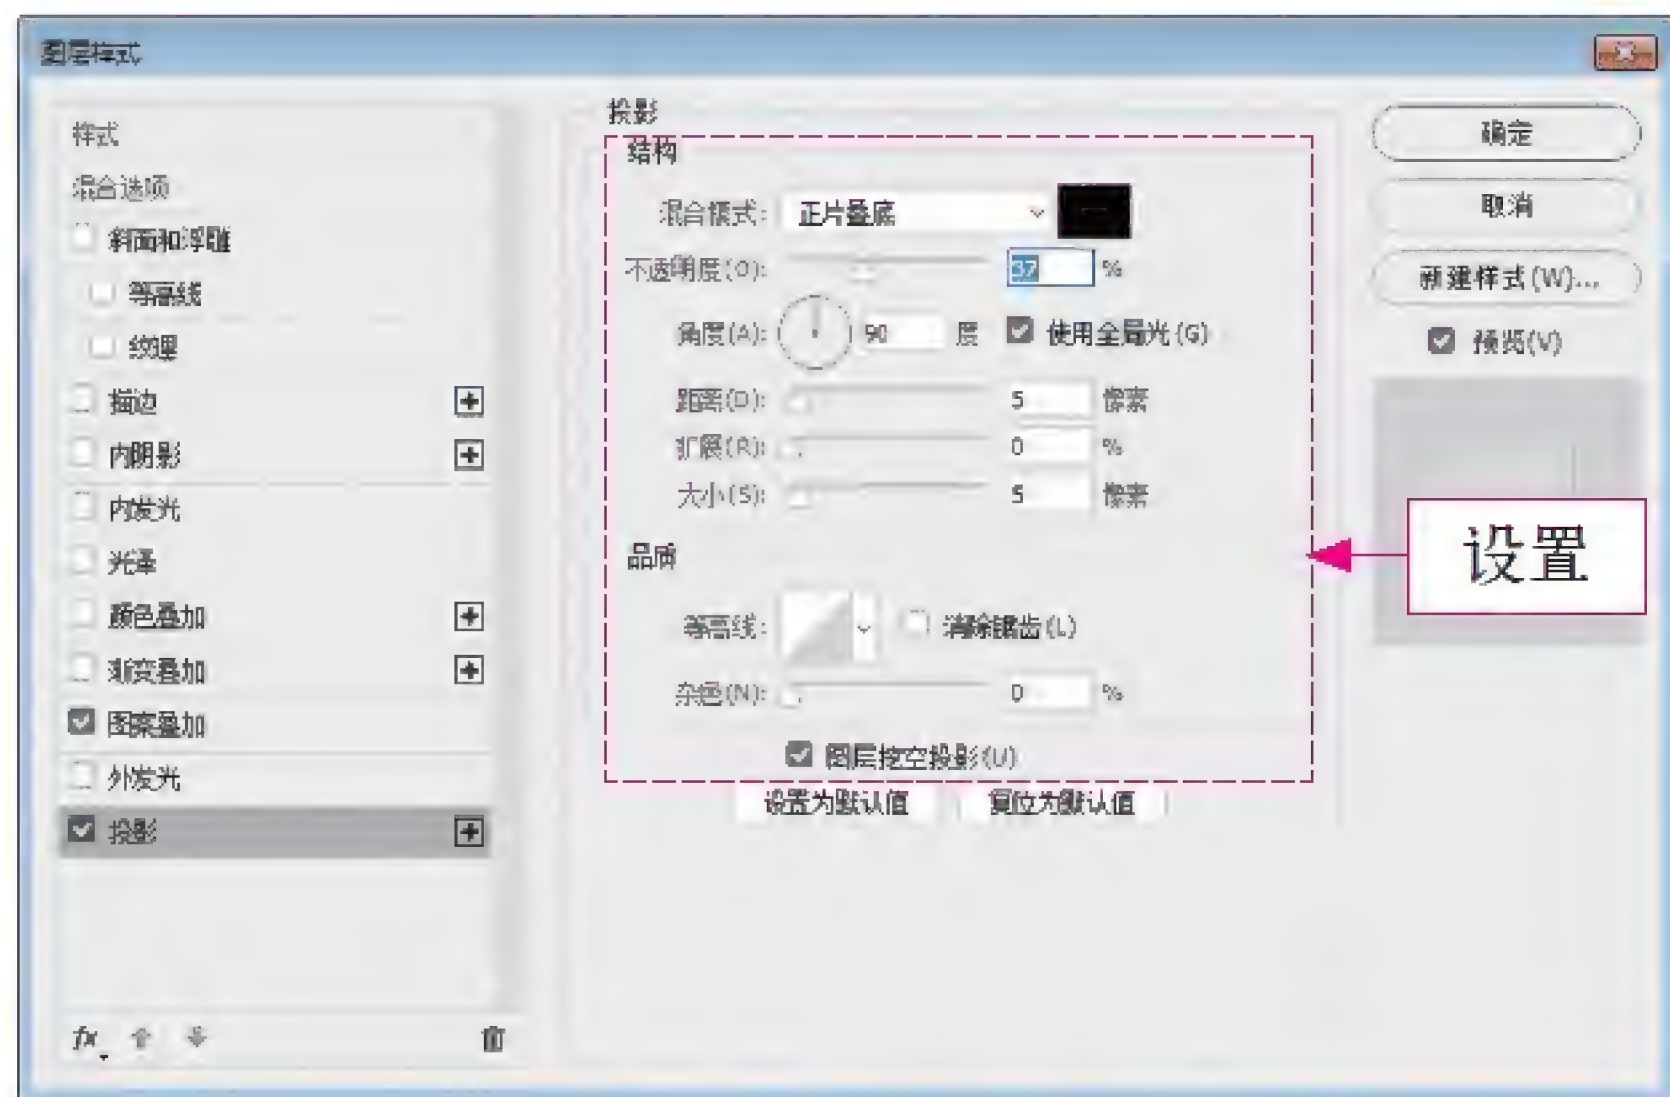 图层样式
样式
混合选项
斜面和浮雕
等高线
纹理
描边
内阴影
内发光
光泽
颜色叠加
渐变叠加
图案叠加
外发光
投影
fx
投影
结构
混合模式: 正片叠底
不透明度(O): 37 %
角度(A): 90 度 使用全局光(G)
距离(D): 5 像素
扩展(R): 0 %
大小(S): 5 像素
品质
等高线: 消除锯齿(L)
杂色(N): 0 %
图层挖空投影(U)
设置为默认值 复位为默认值
确定
取消
新建样式(W)...
预览(V)
设置